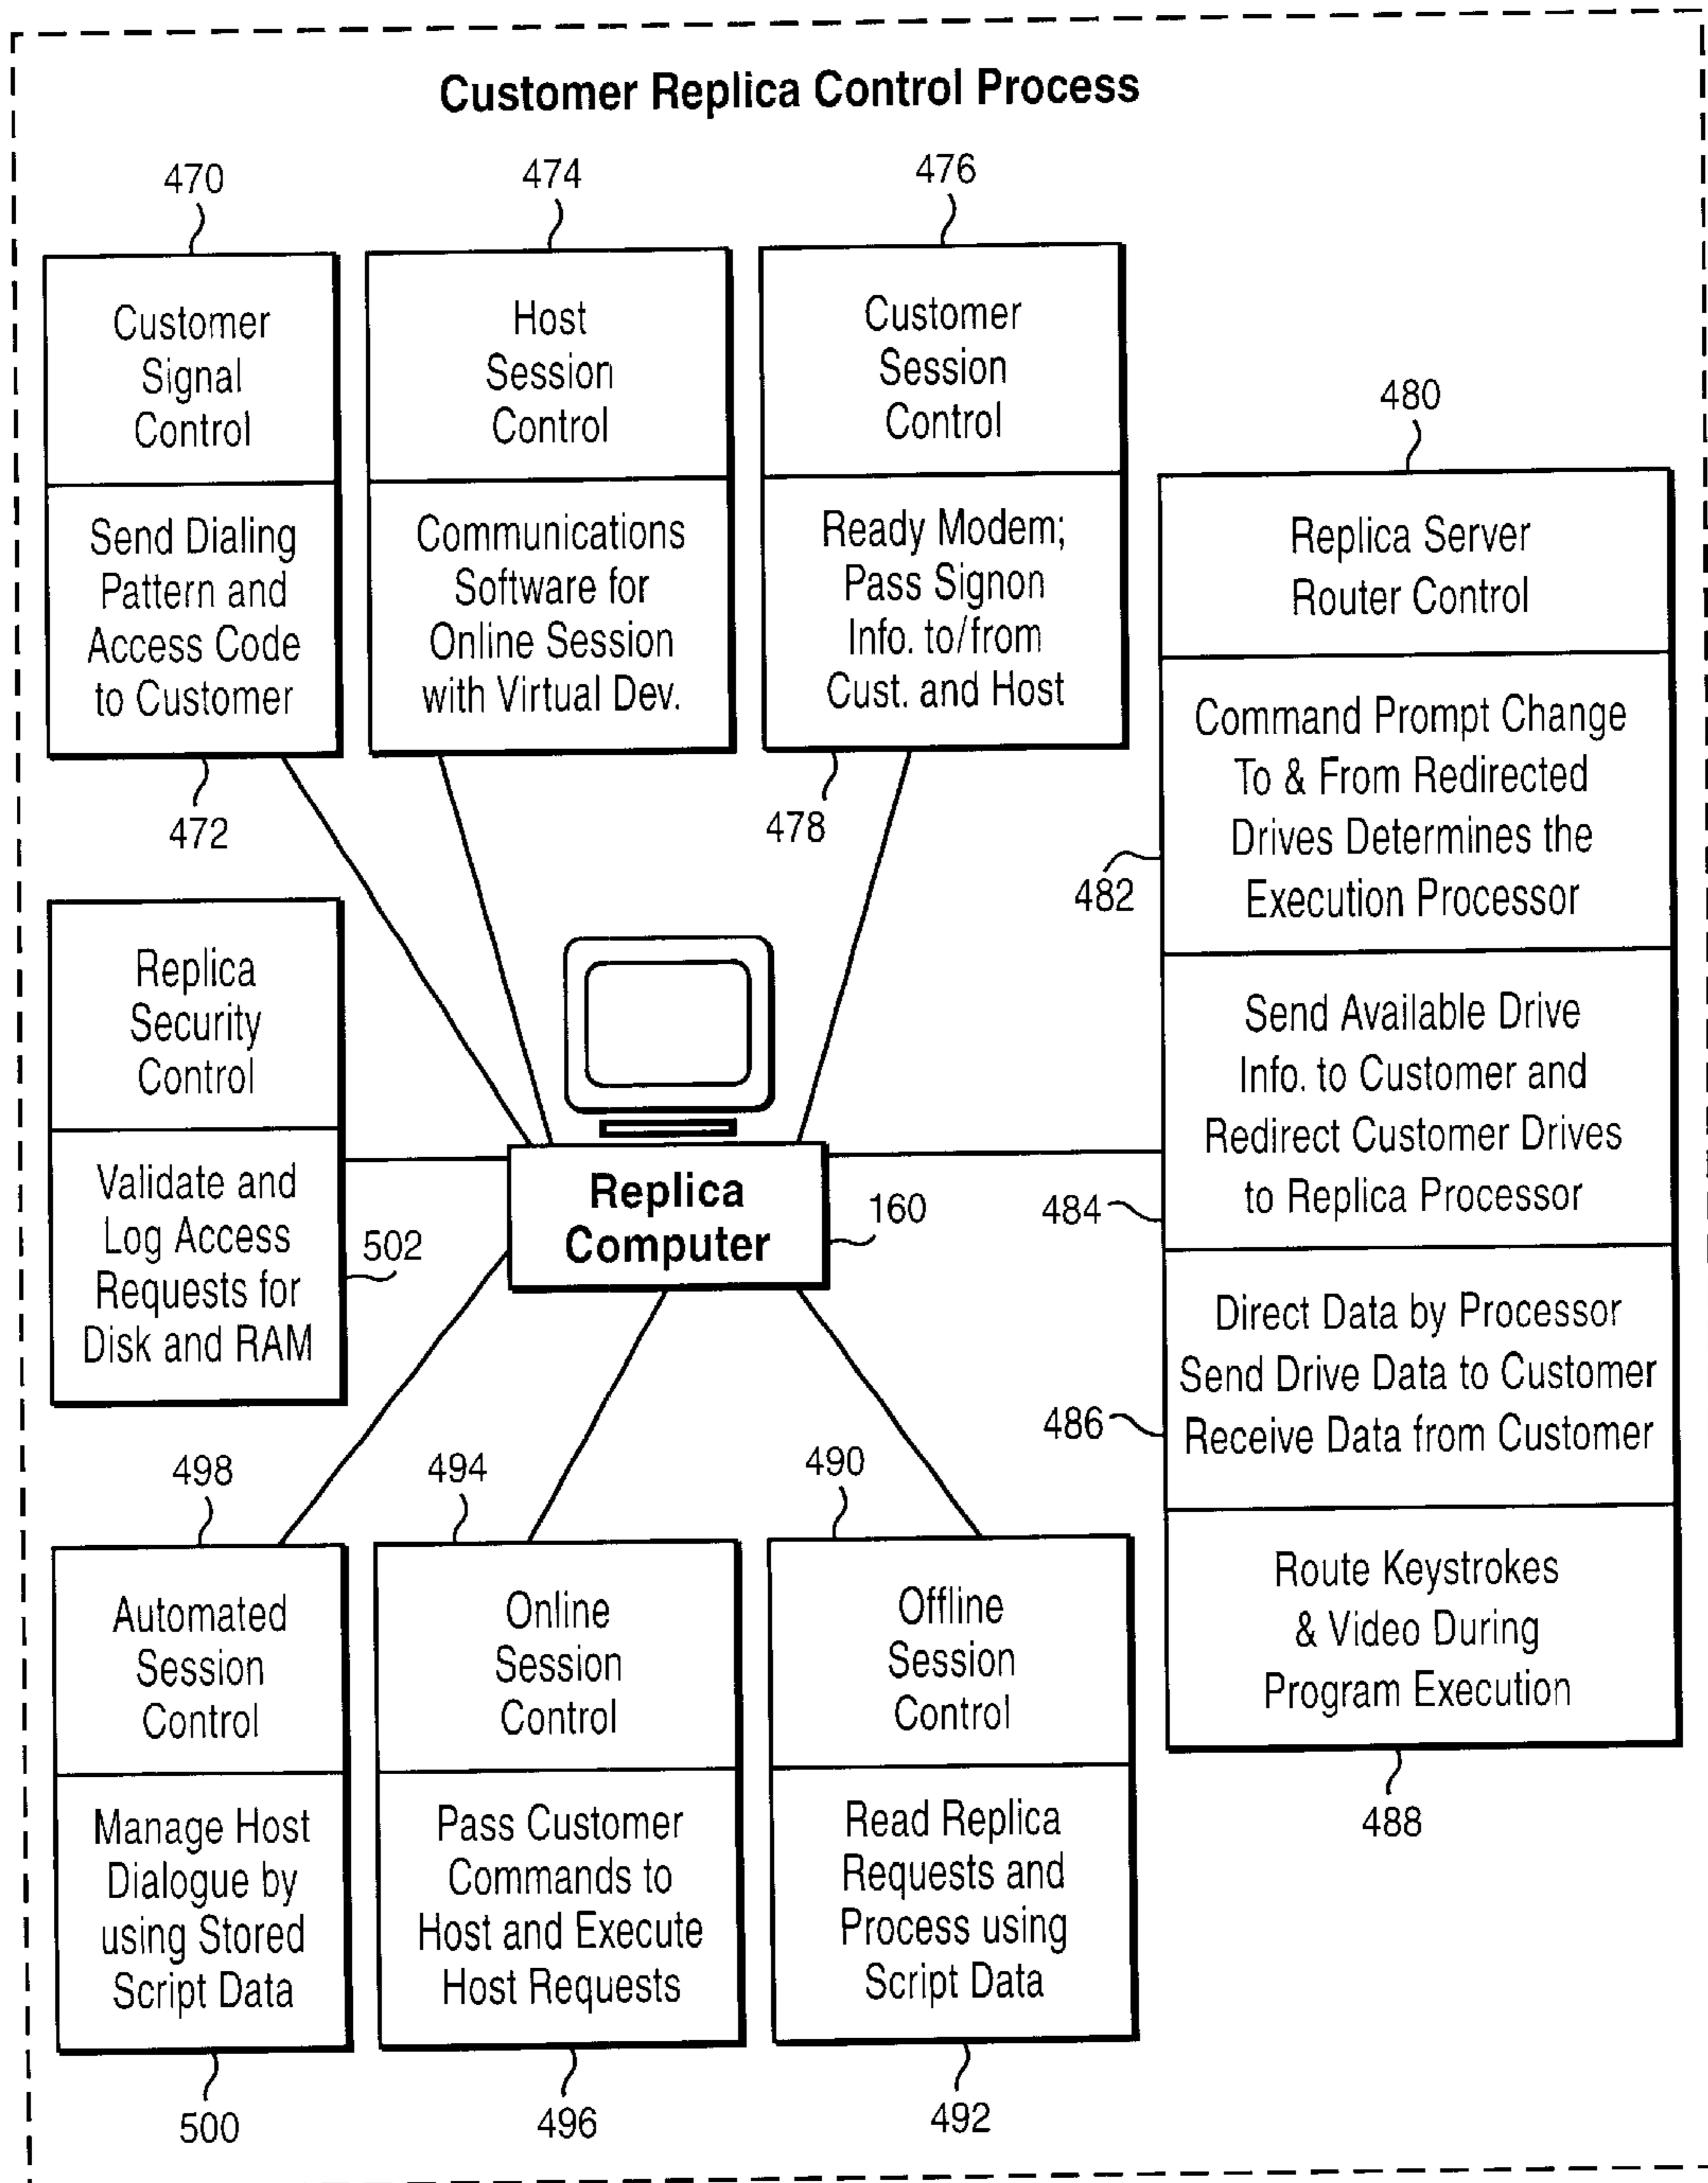 Customer Replica Control Process
470
Customer
Signal
Control
Send Dialing
Pattern and
Access Code
to Customer
472
474
Host
Session
Control
Communications
Software for
Online Session
with Virtual Dev.
476
Customer
Session
Control
Ready Modem;
Pass Signon
Info. to/from
Cust. and Host
478
480
Replica Server
Router Control
Command Prompt Change
To & From Redirected
Drives Determines the
Execution Processor
482
Send Available Drive
Info. to Customer and
Redirect Customer Drives
to Replica Processor
484
Direct Data by Processor
Send Drive Data to Customer
Receive Data from Customer
486
Route Keystrokes
& Video During
Program Execution
488
Replica
Security
Control
Validate and
Log Access
Requests for
Disk and RAM
502
Replica
Computer
160
498
Automated
Session
Control
Manage Host
Dialogue by
using Stored
Script Data
500
494
Online
Session
Control
Pass Customer
Commands to
Host and Execute
Host Requests
496
490
Offline
Session
Control
Read Replica
Requests and
Process using
Script Data
492